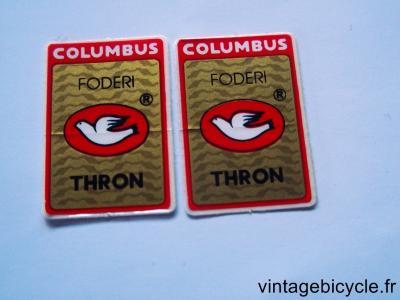 COLUMBUS
FODERI
®
THRON
COLUMBUS
FODERI
®
THRON
vintagebicycle.fr